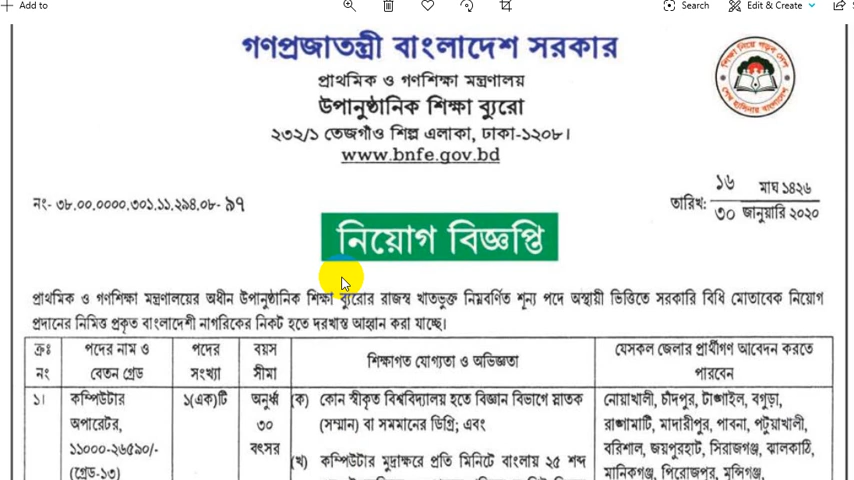 Add to
Search
Edit & Create
গণপ্রজাতন্ত্রী বাংলাদেশ সরকার
প্রাথমিক ও গণশিক্ষা মন্ত্রণালয়
উপানুষ্ঠানিক শিক্ষা ব্যুরো
২৩২/১ তেজগাঁও শিল্প এলাকা, ঢাকা-১২০৮।
www.bnfe.gov.bd
নং- ৩৮.০০.০০০০.৩০১.১১.২৯৪.০৮- ৯৭
১৬ মাঘ ১৪২৬
তারিখ:
৩০ জানুয়ারি ২০২০
নিয়োগ বিজ্ঞপ্তি
প্রাথমিক ও গণশিক্ষা মন্ত্রণালয়ের অধীন উপানুষ্ঠানিক শিক্ষা ব্যুরোর রাজস্ব খাতভুক্ত নিম্নবর্ণিত শূন্য পদে অস্থায়ী ভিত্তিতে সরকারি বিধি মোতাবেক নিয়োগ
প্রদানের নিমিত্ত প্রকৃত বাংলাদেশী নাগরিকের নিকট হতে দরখাস্ত আহ্বান করা যাচ্ছে।
ক্রঃ নং
পদের নাম ও বেতন গ্রেড
পদের সংখ্যা
বয়স সীমা
শিক্ষাগত যোগ্যতা ও অভিজ্ঞতা
যেসকল জেলার প্রার্থীগণ আবেদন করতে
পারবেন
১।
কম্পিউটার
অপারেটর,
১১০০০-২৬৫৯০/-
(গ্রেড-১৩)
১(এক)টি
অনুর্ধ্ব
৩০
বৎসর
(ক) কোন স্বীকৃত বিশ্ববিদ্যালয় হতে বিজ্ঞান বিভাগে স্নাতক
(সম্মান) বা সমমানের ডিগ্রি; এবং
(খ) কম্পিউটার মুদ্রাক্ষরে প্রতি মিনিটে বাংলায় ২৫ শব্দ
নোয়াখালী, চাঁদপুর, টাঙ্গাইল, বগুড়া,
রাঙ্গামাটি, মাদারীপুর, পাবনা, পটুয়াখালী,
বরিশাল, জয়পুরহাট, সিরাজগঞ্জ, ঝালকাঠি,
মানিকগঞ্জ, পিরোজপুর, মুন্সিগঞ্জ,